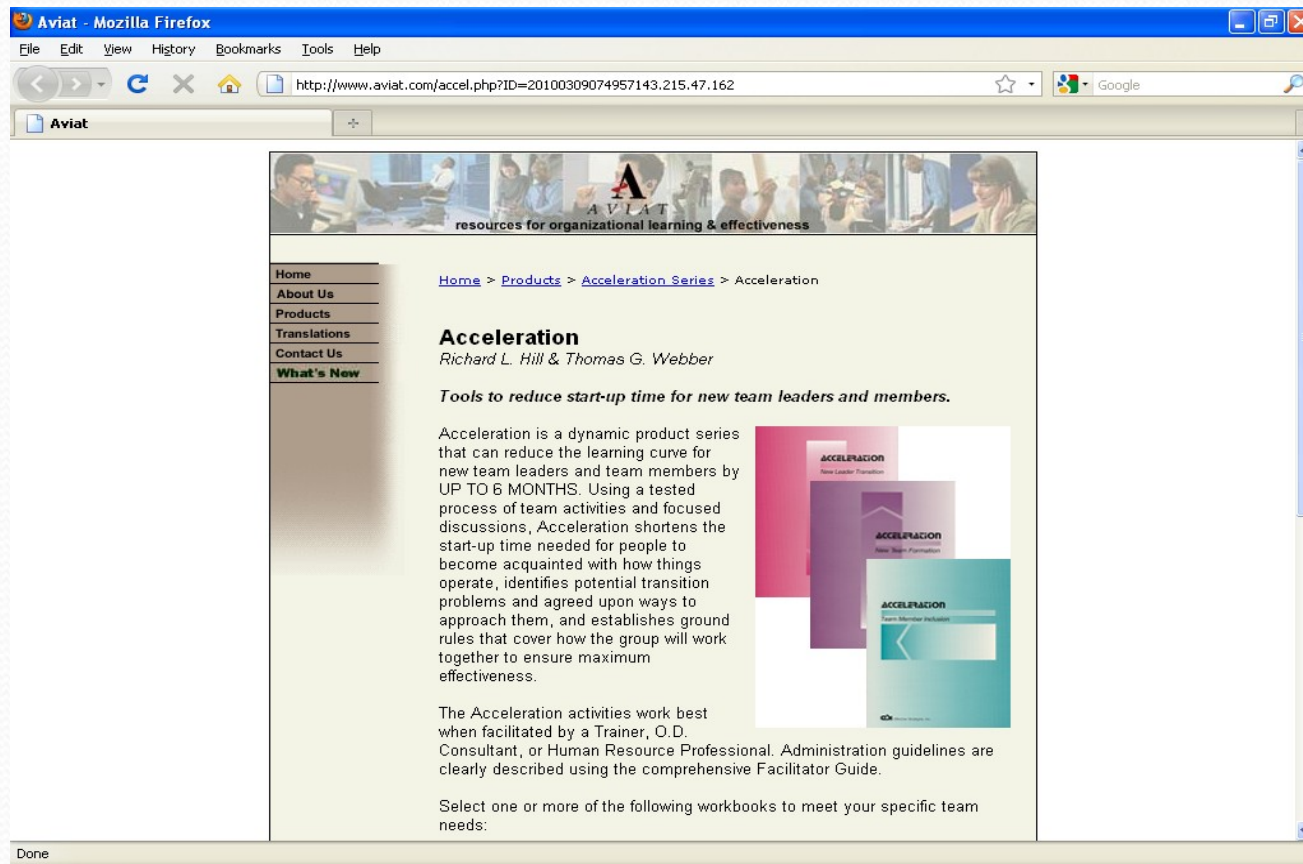 Aviat - Mozilla Firefox
File Edit View History Bookmarks Tools Help
http://www.aviat.com/accel.php?ID=20100309074957143.215.47.162
Google
Aviat
A
AVIAT
resources for organizational learning & effectiveness
Home
About Us
Products
Translations
Contact Us
What's New
Home > Products > Acceleration Series > Acceleration
Acceleration
Richard L. Hill & Thomas G. Webber
Tools to reduce start-up time for new team leaders and members.
Acceleration is a dynamic product series
that can reduce the learning curve for
new team leaders and team members by
UP TO 6 MONTHS. Using a tested
process of team activities and focused
discussions, Acceleration shortens the
start-up time needed for people to
become acquainted with how things
operate, identifies potential transition
problems and agreed upon ways to
approach them, and establishes ground
rules that cover how the group will work
together to ensure maximum
effectiveness.
ACCELERATION
New Leader Transition
ACCELERATION
New Team Formation
ACCELERATION
Team Member Inclusion
The Acceleration activities work best
when facilitated by a Trainer, O.D.
Consultant, or Human Resource Professional. Administration guidelines are
clearly described using the comprehensive Facilitator Guide.
Select one or more of the following workbooks to meet your specific team
needs:
Done